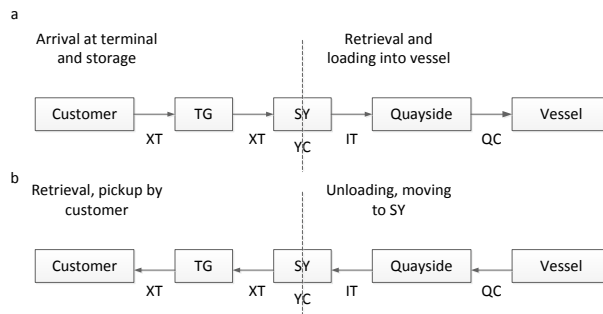 a
Arrival at terminal
and storage
Retrieval and
loading into vessel
Customer TG SY Quayside Vessel
XT XT YC IT QC
b
Retrieval, pickup by
customer
Unloading, moving
to SY
Customer TG SY Quayside Vessel
XT XT YC IT QC